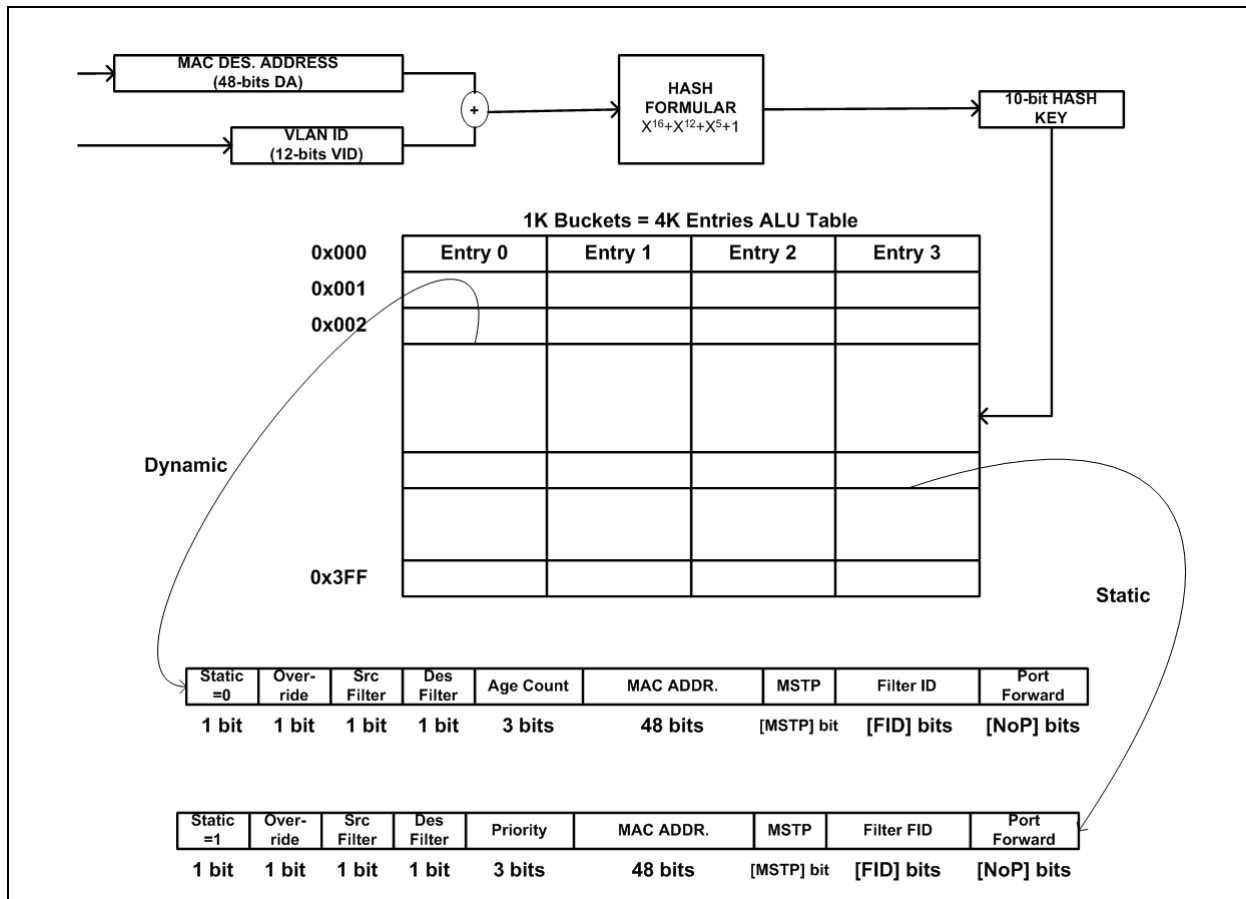 MAC DES. ADDRESS
(48-bits DA)
VLAN ID
(12-bits VID)
+
HASH
FORMULAR
X¹⁶+X¹²+X⁵+1
10-bit HASH
KEY
1K Buckets = 4K Entries ALU Table
0x000 Entry 0 Entry 1 Entry 2 Entry 3
0x001
0x002
0x3FF
Dynamic
Static
Static
=0
Over-
ride
Src
Filter
Des
Filter
Age Count
MAC ADDR.
MSTP
Filter ID
Port
Forward
1 bit 1 bit 1 bit 1 bit 3 bits 48 bits [MSTP] bit [FID] bits [NoP] bits
Static
=1
Over-
ride
Src
Filter
Des
Filter
Priority
MAC ADDR.
MSTP
Filter FID
Port
Forward
1 bit 1 bit 1 bit 1 bit 3 bits 48 bits [MSTP] bit [FID] bits [NoP] bits